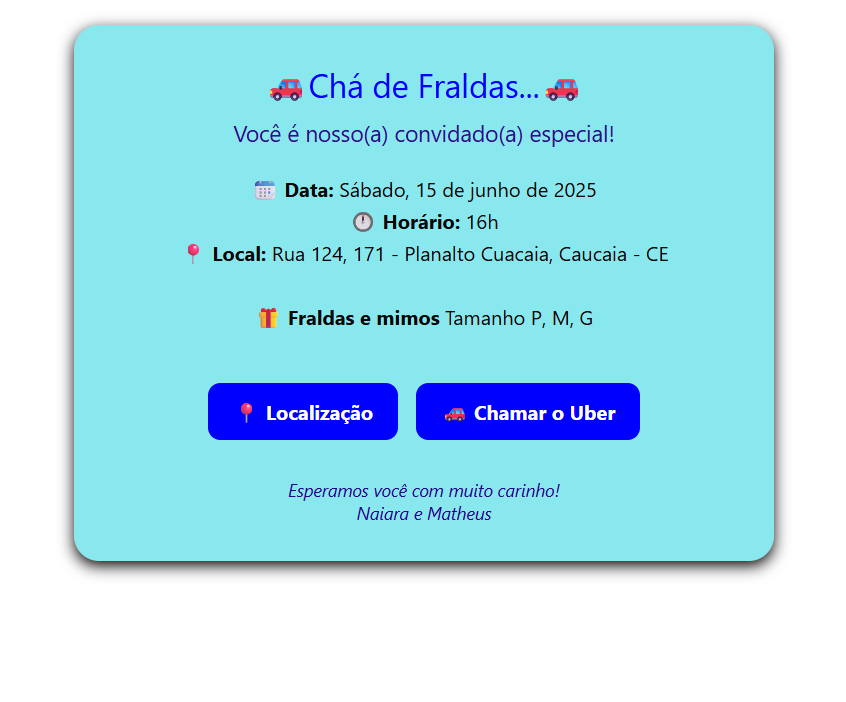 Chá de Fraldas...
Você é nosso(a) convidado(a) especial!
Data: Sábado, 15 de junho de 2025
Horário: 16h
Local: Rua 124, 171 - Planalto Cuacaia, Caucaia - CE
Fraldas e mimos Tamanho P, M, G
Localização
Chamar o Uber
Esperamos você com muito carinho!
Naiara e Matheus